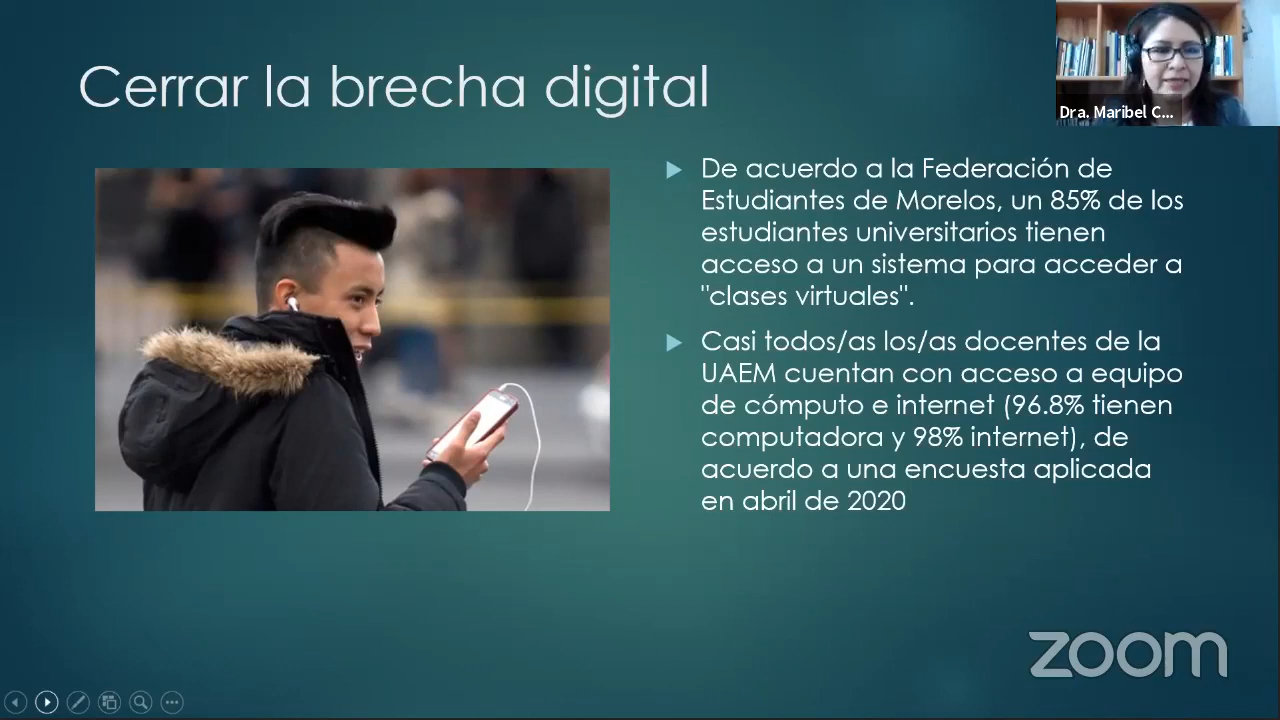 Cerrar la brecha digital
Dra. Maribel C...
De acuerdo a la Federación de
Estudiantes de Morelos, un 85% de los
estudiantes universitarios tienen
acceso a un sistema para acceder a
"clases virtuales".
Casi todos/as los/as docentes de la
UAEM cuentan con acceso a equipo
de cómputo e internet (96.8% tienen
computadora y 98% internet), de
acuerdo a una encuesta aplicada
en abril de 2020
zoom